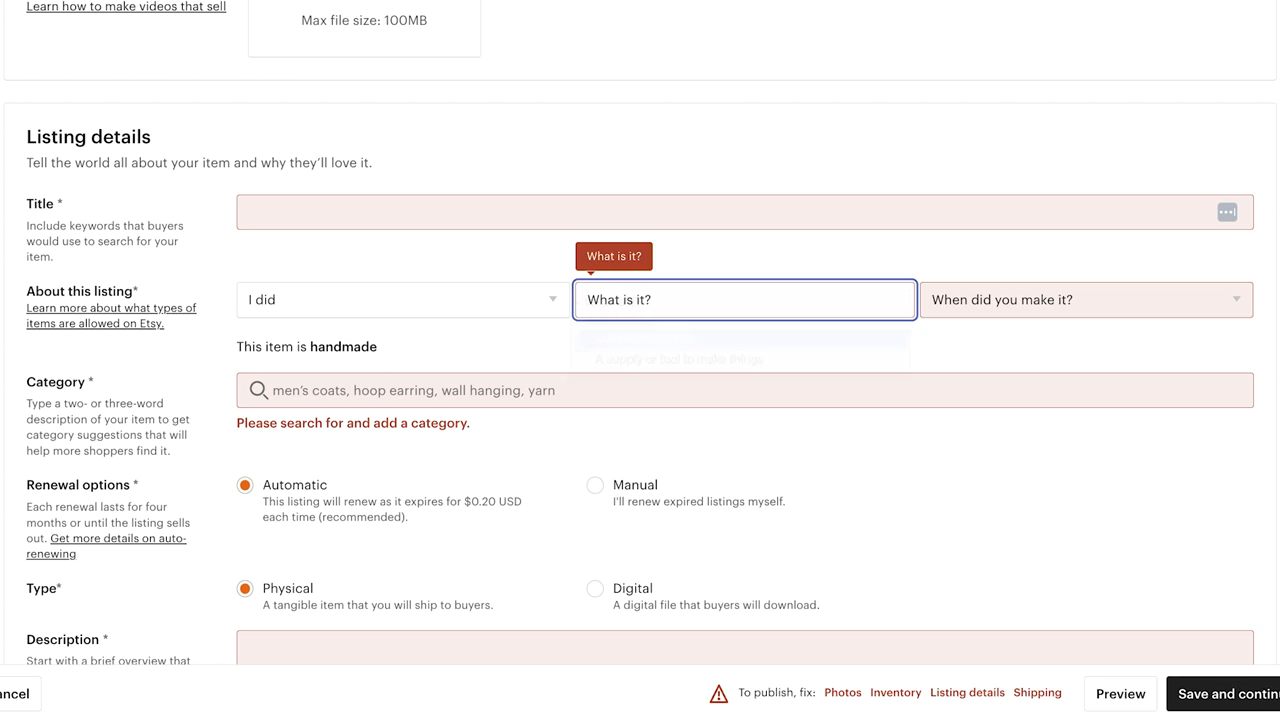 Learn how to make videos that sell
Max file size: 100MB
Listing details
Tell the world all about your item and why they'll love it.
Title *
Include keywords that buyers
would use to search for your
item.
What is it?
About this listing*
Learn more about what types of
items are allowed on Etsy.
I did
What is it?
When did you make it?
A supply or tool to make things
This item is handmade
Category *
Type a two- or three-word
description of your item to get
category suggestions that will
help more shoppers find it.
men's coats, hoop earring, wall hanging, yarn
Please search for and add a category.
Renewal options *
Each renewal lasts for four
months or until the listing sells
out. Get more details on auto-
renewing
Automatic
This listing will renew as it expires for $0.20 USD
each time (recommended).
Manual
I'll renew expired listings myself.
Type*
Physical
A tangible item that you will ship to buyers.
Digital
A digital file that buyers will download.
Description *
Start with a brief overview that
ancel
To publish, fix: Photos Inventory Listing details Shipping
Preview
Save and contin